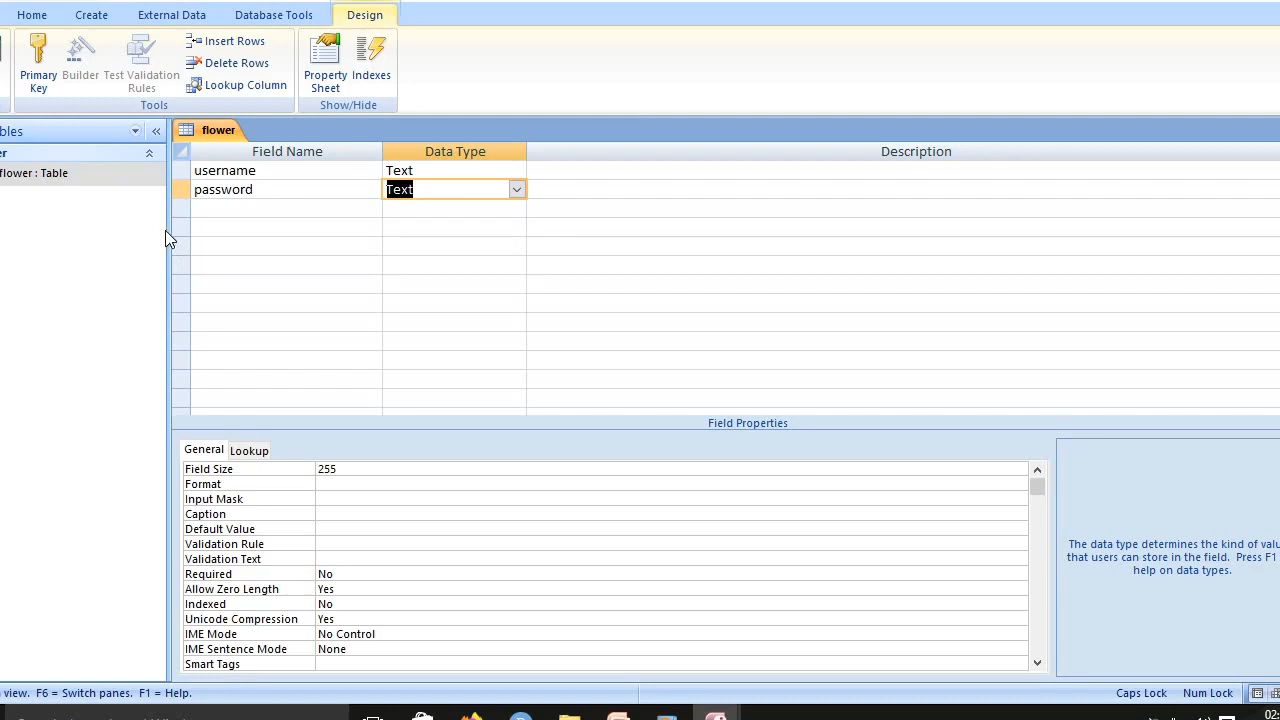 Home Create External Data Database Tools Design
Primary Key
Builder
Test Validation Rules
Insert Rows
Delete Rows
Lookup Column
Property Sheet
Indexes
Tools
Show/Hide
bles
er
flower : Table
flower
Field Name Data Type Description
username Text
password Text
Field Properties
General Lookup
Field Size 255
Format
Input Mask
Caption
Default Value
Validation Rule
Validation Text
Required No
Allow Zero Length Yes
Indexed No
Unicode Compression Yes
IME Mode No Control
IME Sentence Mode None
Smart Tags
The data type determines the kind of valu
that users can store in the field. Press F1
help on data types.
view. F6 = Switch panes. F1 = Help.
Caps Lock Num Lock